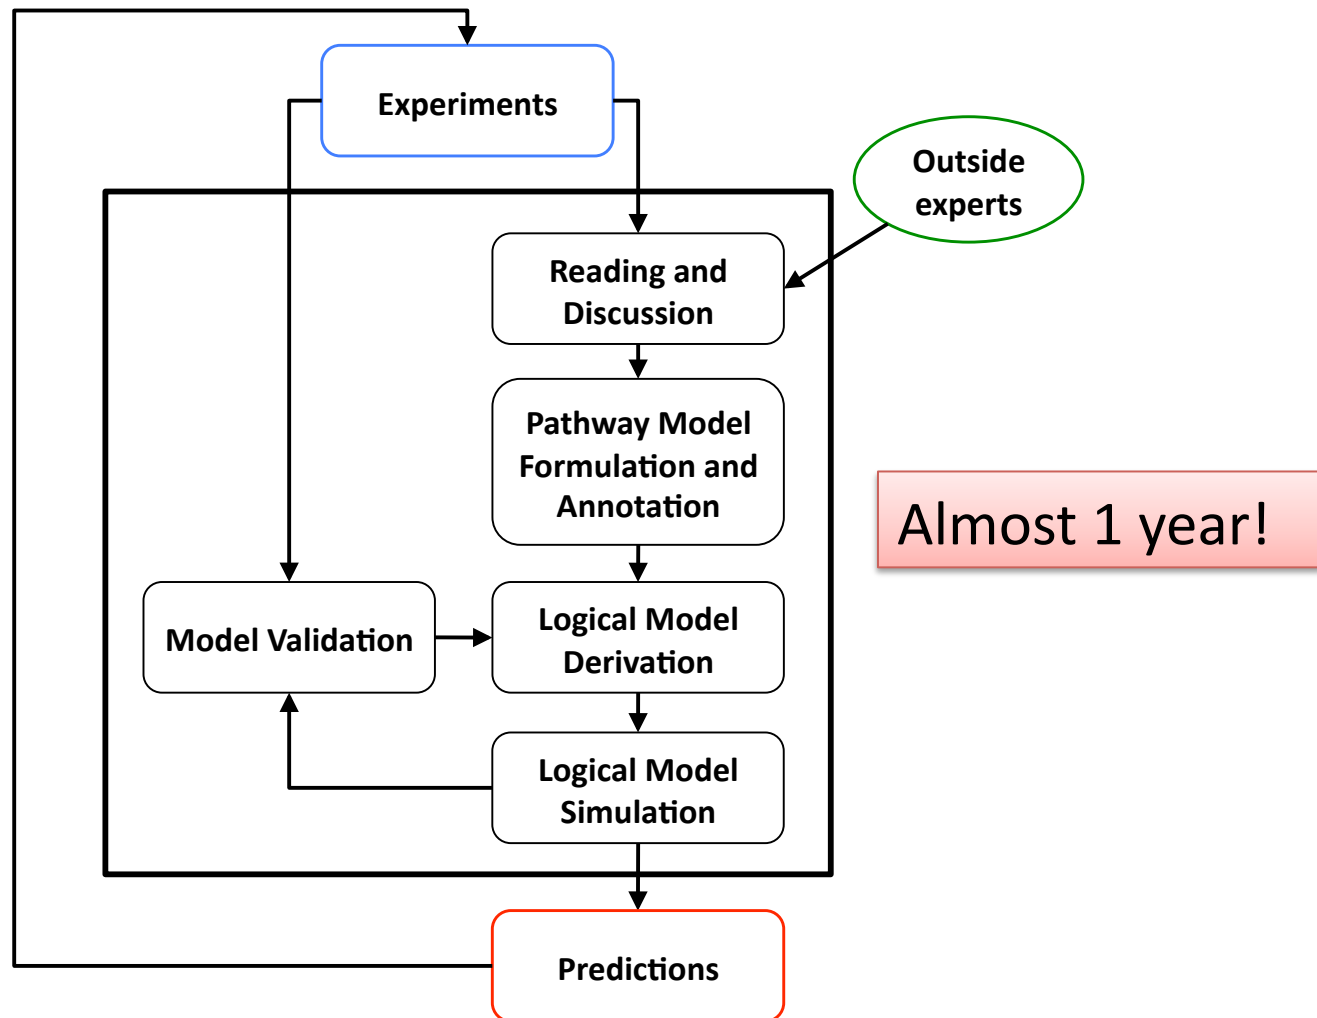 Experiments
Outside
experts
Reading and
Discussion
Pathway Model
Formulation and
Annotation
Almost 1 year!
Model Validation
Logical Model
Derivation
Logical Model
Simulation
Predictions